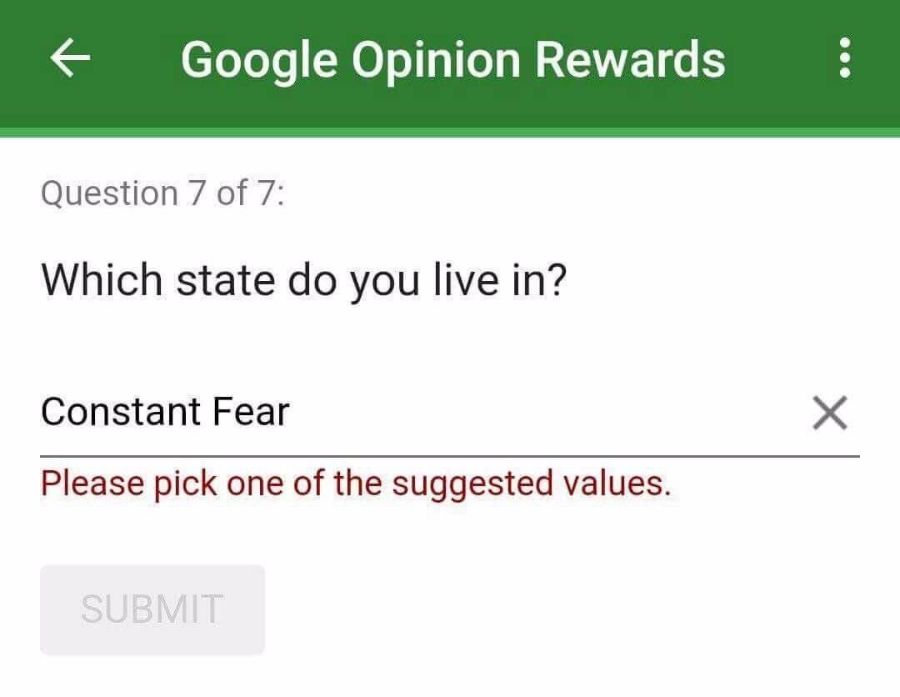 Google Opinion Rewards
Question 7 of 7:
Which state do you live in?
Constant Fear
Please pick one of the suggested values.
SUBMIT